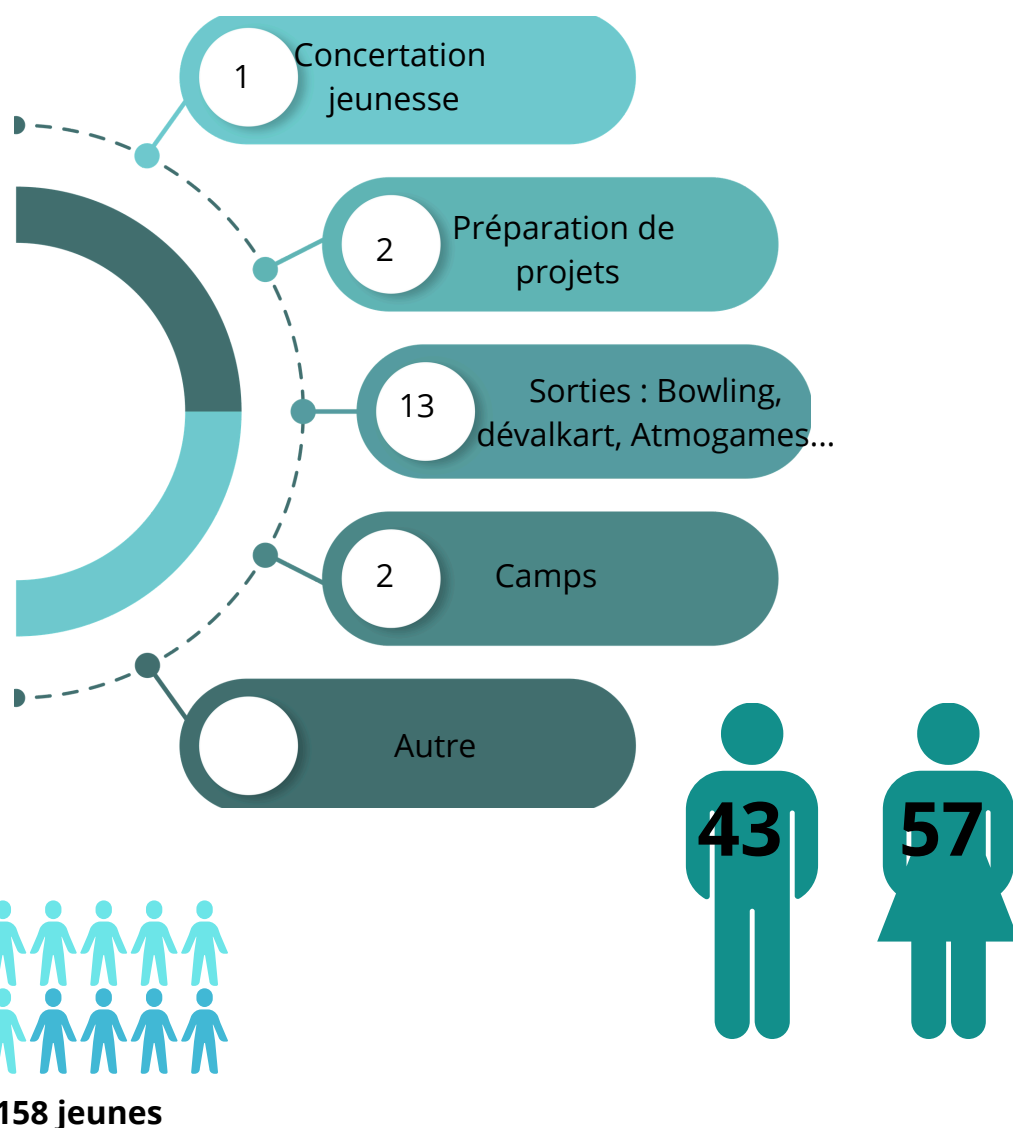 1
Concertation
jeunesse
2
Préparation de
projets
13
Sorties : Bowling,
dévalkart, Atmogames...
2
Camps
Autre
43
57
158 jeunes